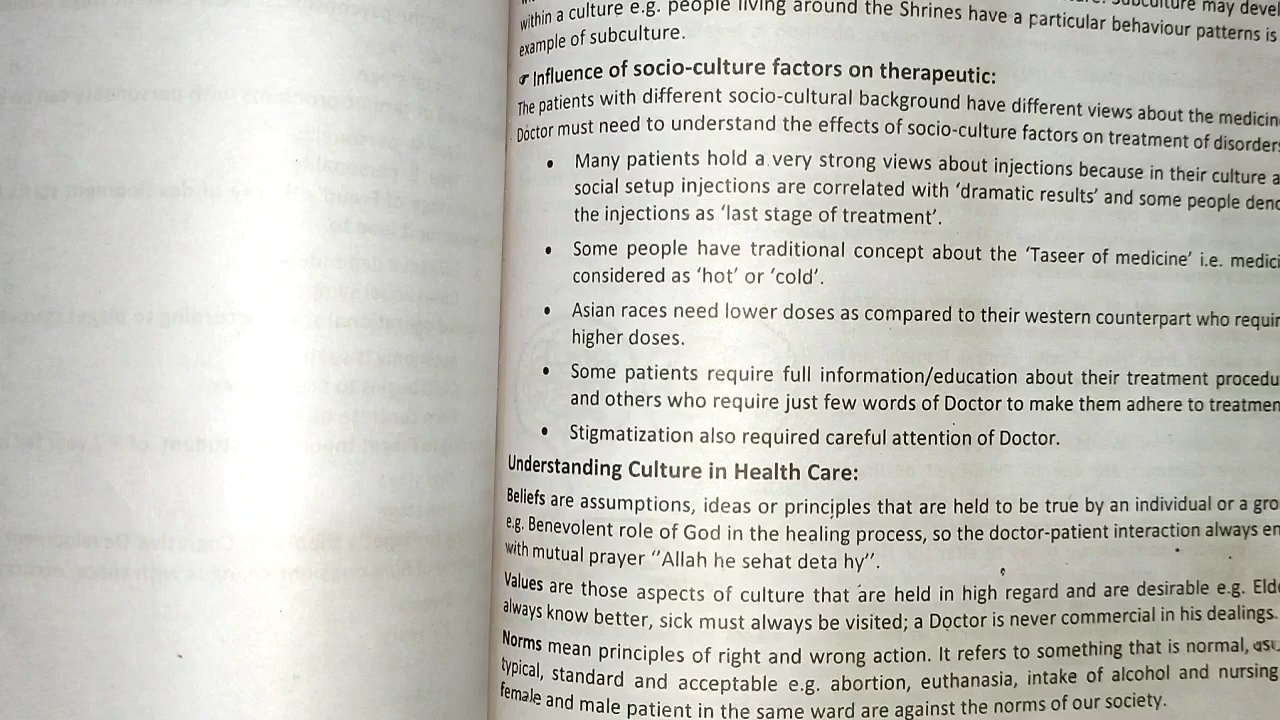 within a culture e.g. people living around the Shrines have a particular behaviour patterns is
example of subculture.
☞ Influence of socio-culture factors on therapeutic:
The patients with different socio-cultural background have different views about the medicin
Doctor must need to understand the effects of socio-culture factors on treatment of disorders
• Many patients hold a very strong views about injections because in their culture a
social setup injections are correlated with ‘dramatic results’ and some people deno
the injections as ‘last stage of treatment’.
• Some people have traditional concept about the ‘Taseer of medicine’ i.e. medici
considered as ‘hot’ or ‘cold’.
• Asian races need lower doses as compared to their western counterpart who requir
higher doses.
• Some patients require full information/education about their treatment procedu
and others who require just few words of Doctor to make them adhere to treatmen
• Stigmatization also required careful attention of Doctor.
Understanding Culture in Health Care:
Beliefs are assumptions, ideas or principles that are held to be true by an individual or a gro
e.g. Benevolent role of God in the healing process, so the doctor-patient interaction always en
with mutual prayer “Allah he sehat deta hy”.
Values are those aspects of culture that are held in high regard and are desirable e.g. Elde
always know better, sick must always be visited; a Doctor is never commercial in his dealings.
Norms mean principles of right and wrong action. It refers to something that is normal, usu
typical, standard and acceptable e.g. abortion, euthanasia, intake of alcohol and nursing
female and male patient in the same ward are against the norms of our society.